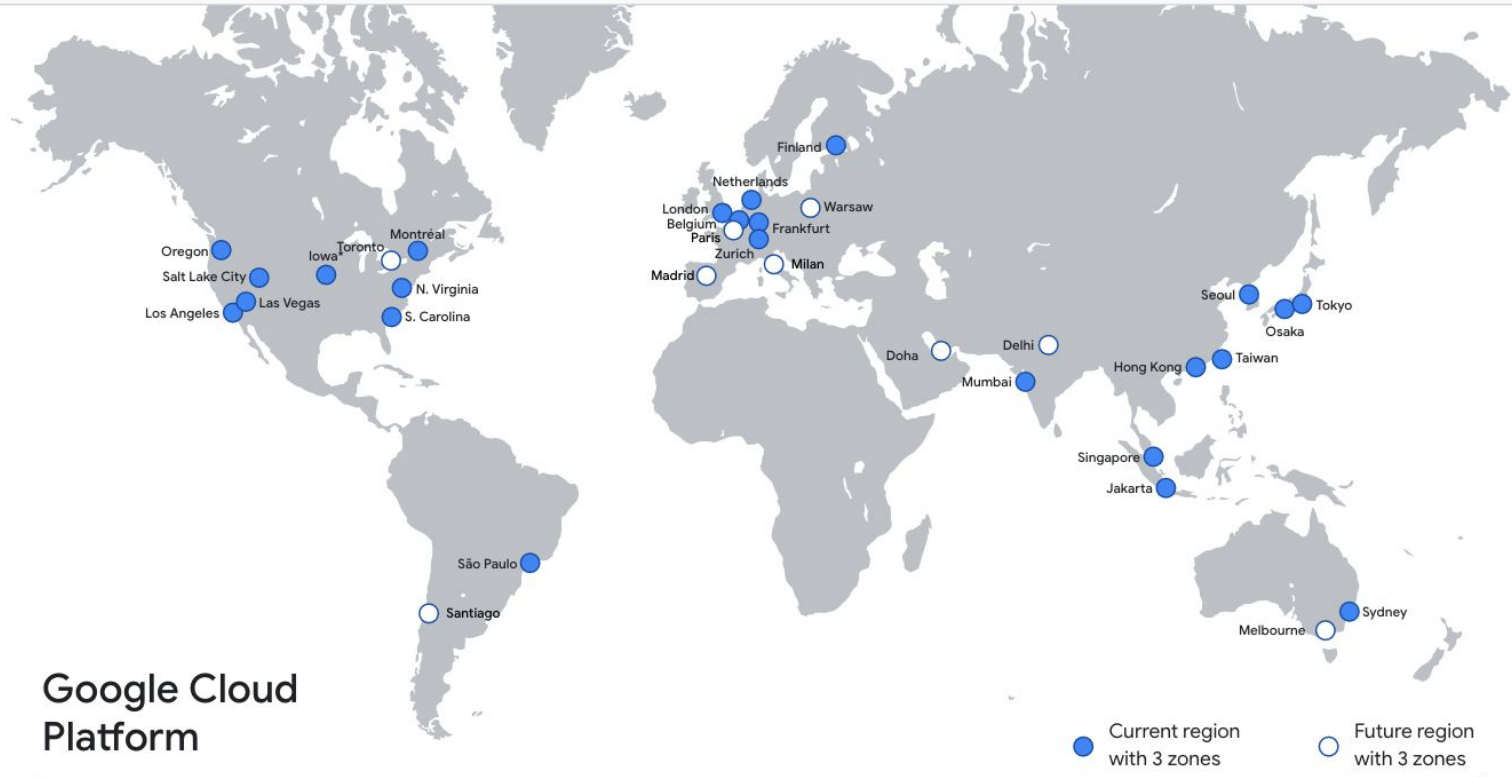 Finland
Netherlands
London
Warsaw
Belgium
Frankfurt
Paris
Zurich
Milan
Madrid
Montréal
Toronto
Oregon
Iowa*
Salt Lake City
N. Virginia
Las Vegas
Los Angeles
S. Carolina
Seoul
Tokyo
Osaka
Doha
Delhi
Taiwan
Hong Kong
Mumbai
Singapore
Jakarta
São Paulo
Santiago
Sydney
Melbourne
Google Cloud
Platform
Current region
with 3 zones
Future region
with 3 zones